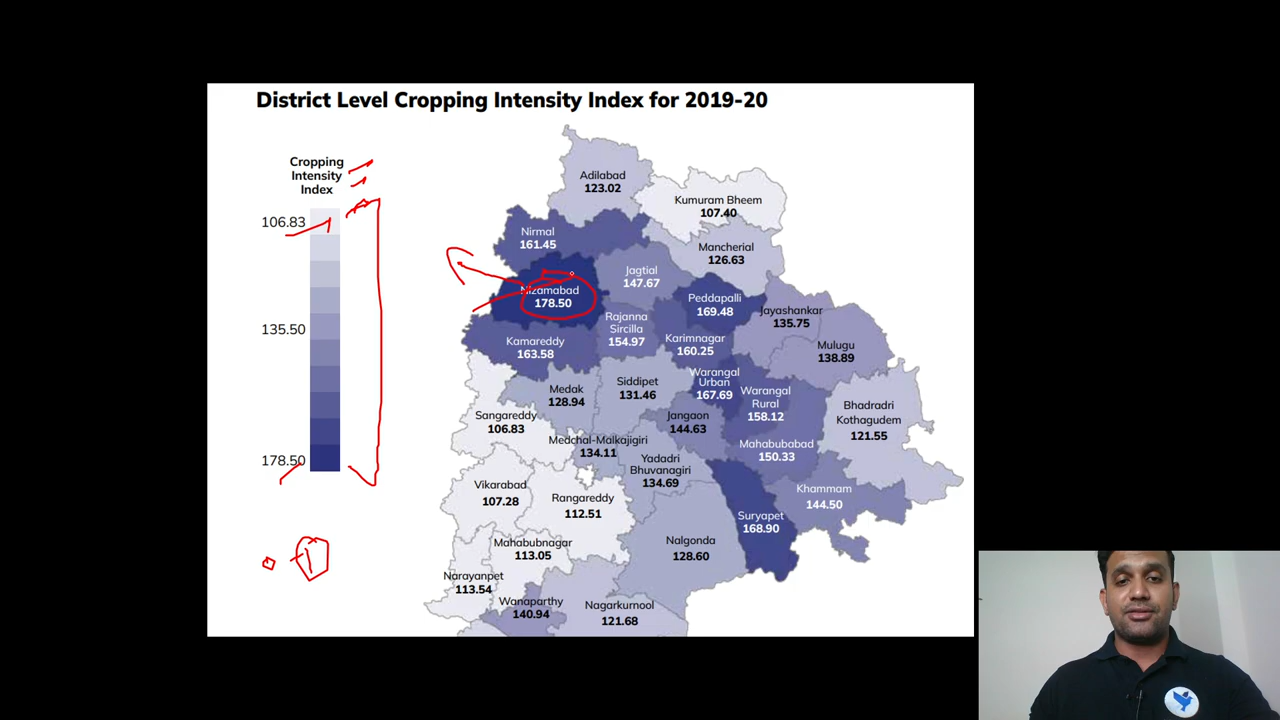 District Level Cropping Intensity Index for 2019-20
Cropping
Intensity
Index
106.83
135.50
178.50
Adilabad
123.02
Kumuram Bheem
107.40
Nirmal
161.45
Mancherial
126.63
Jagtial
147.67
Nizamabad
178.50
Peddapalli
169.48
Jayashankar
135.75
Rajanna
Sircilla
154.97
Karimnagar
160.25
Mulugu
138.89
Kamareddy
163.58
Warangal
Urban
167.69
Siddipet
131.46
Medak
128.94
Warangal
Rural
158.12
Bhadradri
Kothagudem
121.55
Sangareddy
106.83
Jangaon
144.63
Medchal-Malkajigiri
134.11
Mahabubabad
150.33
Yadadri
Bhuvanagiri
134.69
Vikarabad
107.28
Khammam
144.50
Rangareddy
112.51
Suryapet
168.90
Mahabubnagar
113.05
Nalgonda
128.60
Narayanpet
113.54
Wanaparthy
140.94
Nagarkurnool
121.68